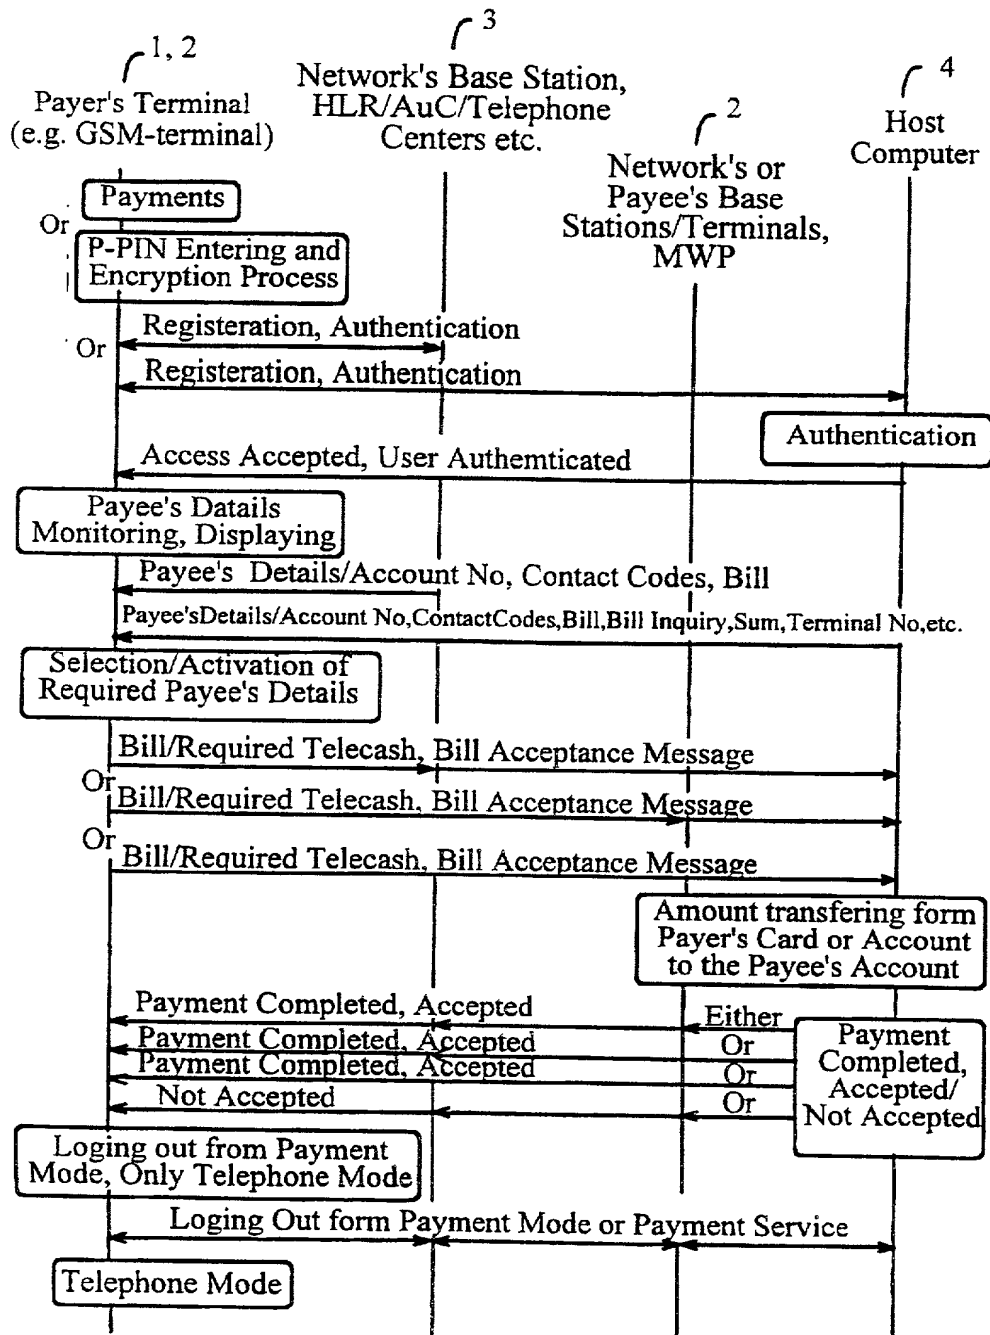 1, 2
Payer's Terminal
(e.g. GSM-terminal)
3
Network's Base Station,
HLR/AuC/Telephone
Centers etc.
2
Network's or
Payee's Base
Stations/Terminals,
MWP
4
Host
Computer
Payments
Or
P-PIN Entering and
Encryption Process
Registeration, Authentication
Or
Registeration, Authentication
Authentication
Access Accepted, User Authemticated
Payee's Datails
Monitoring, Displaying
Payee's Details/Account No, Contact Codes, Bill
Payee'sDetails/Account No,ContactCodes,Bill,Bill Inquiry,Sum,Terminal No,etc.
Selection/Activation of
Required Payee's Details
Bill/Required Telecash, Bill Acceptance Message
Or
Bill/Required Telecash, Bill Acceptance Message
Or
Bill/Required Telecash, Bill Acceptance Message
Amount transfering form
Payer's Card or Account
to the Payee's Account
Payment Completed, Accepted
Either
Payment Completed, Accepted
Or
Payment Completed, Accepted
Or
Not Accepted
Or
Payment
Completed,
Accepted/
Not Accepted
Loging out from Payment
Mode, Only Telephone Mode
Loging Out form Payment Mode or Payment Service
Telephone Mode